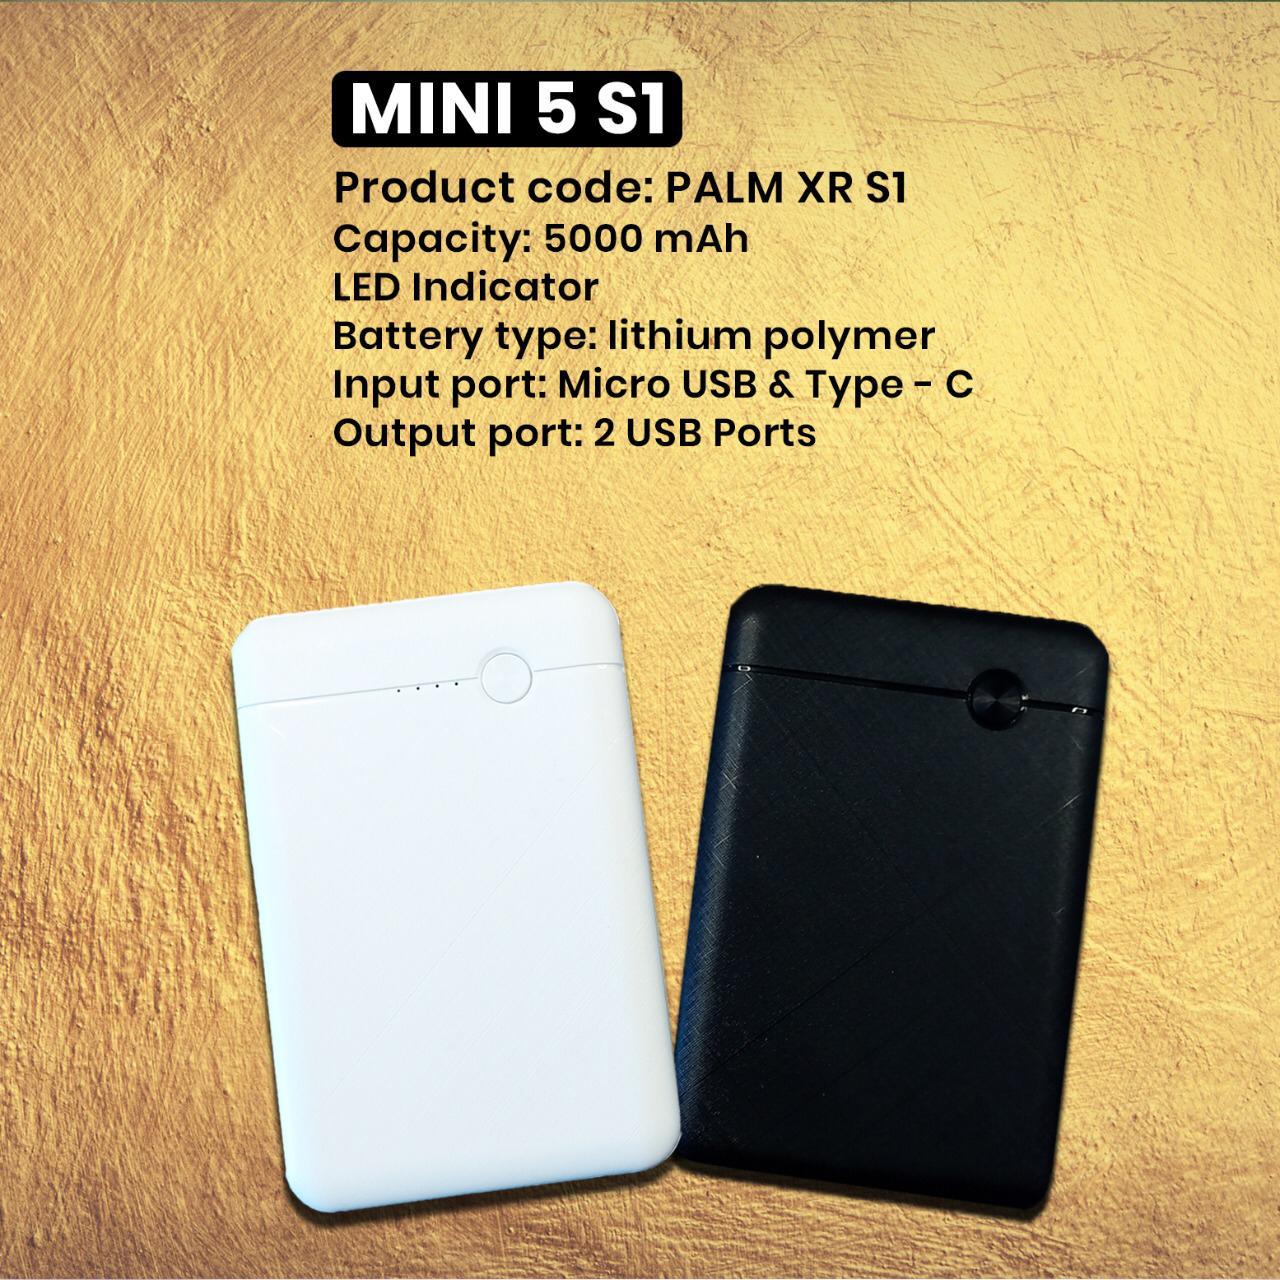 MINI 5 S1
Product code: PALM XR S1
Capacity: 5000 mAh
LED Indicator
Battery type: lithium polymer
Input port: Micro USB & Type - C
Output port: 2 USB Ports